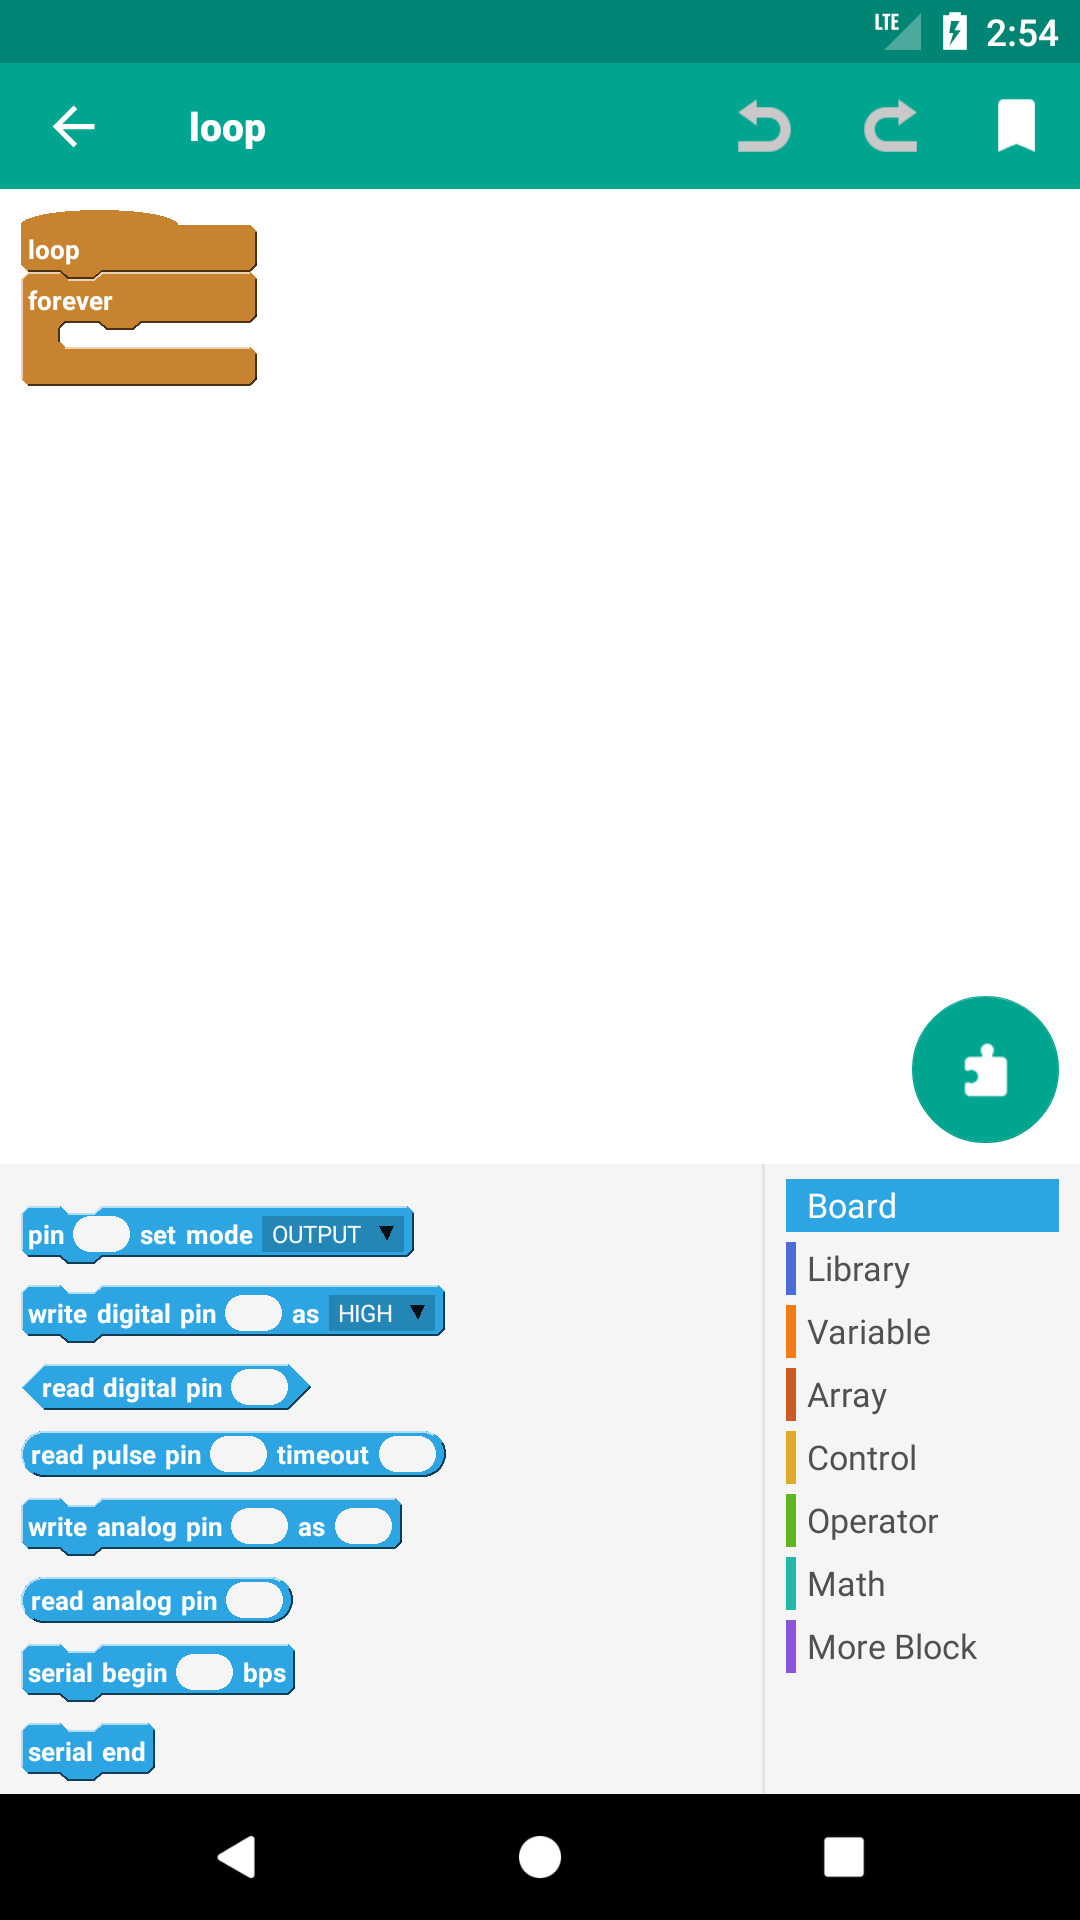 LTE 2:54
loop
loop
forever
pin set mode OUTPUT
write digital pin as HIGH
read digital pin
read pulse pin timeout
write analog pin as
read analog pin
serial begin bps
serial end
Board
Library
Variable
Array
Control
Operator
Math
More Block